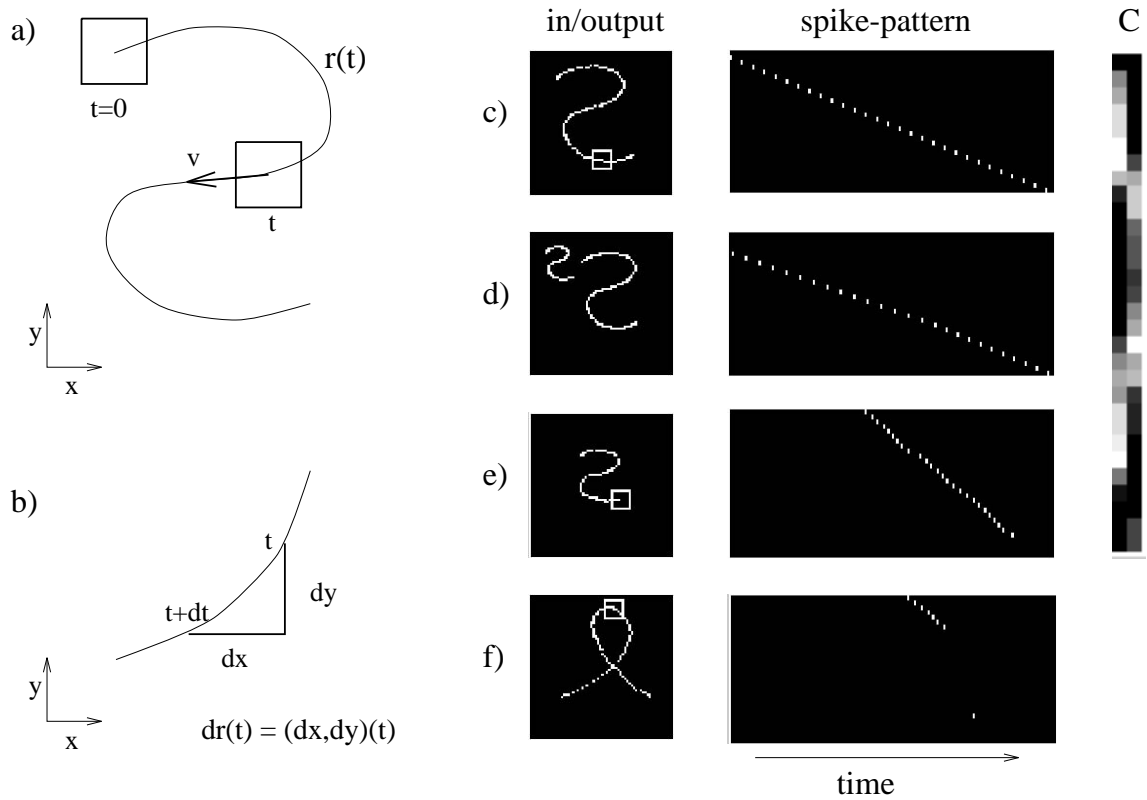 a)
r(t)
t=0
v
t
y
x
b)
t
t+dt
dy
dx
y
x
dr(t) = (dx,dy)(t)
in/output
spike-pattern
C
c)
d)
e)
f)
time